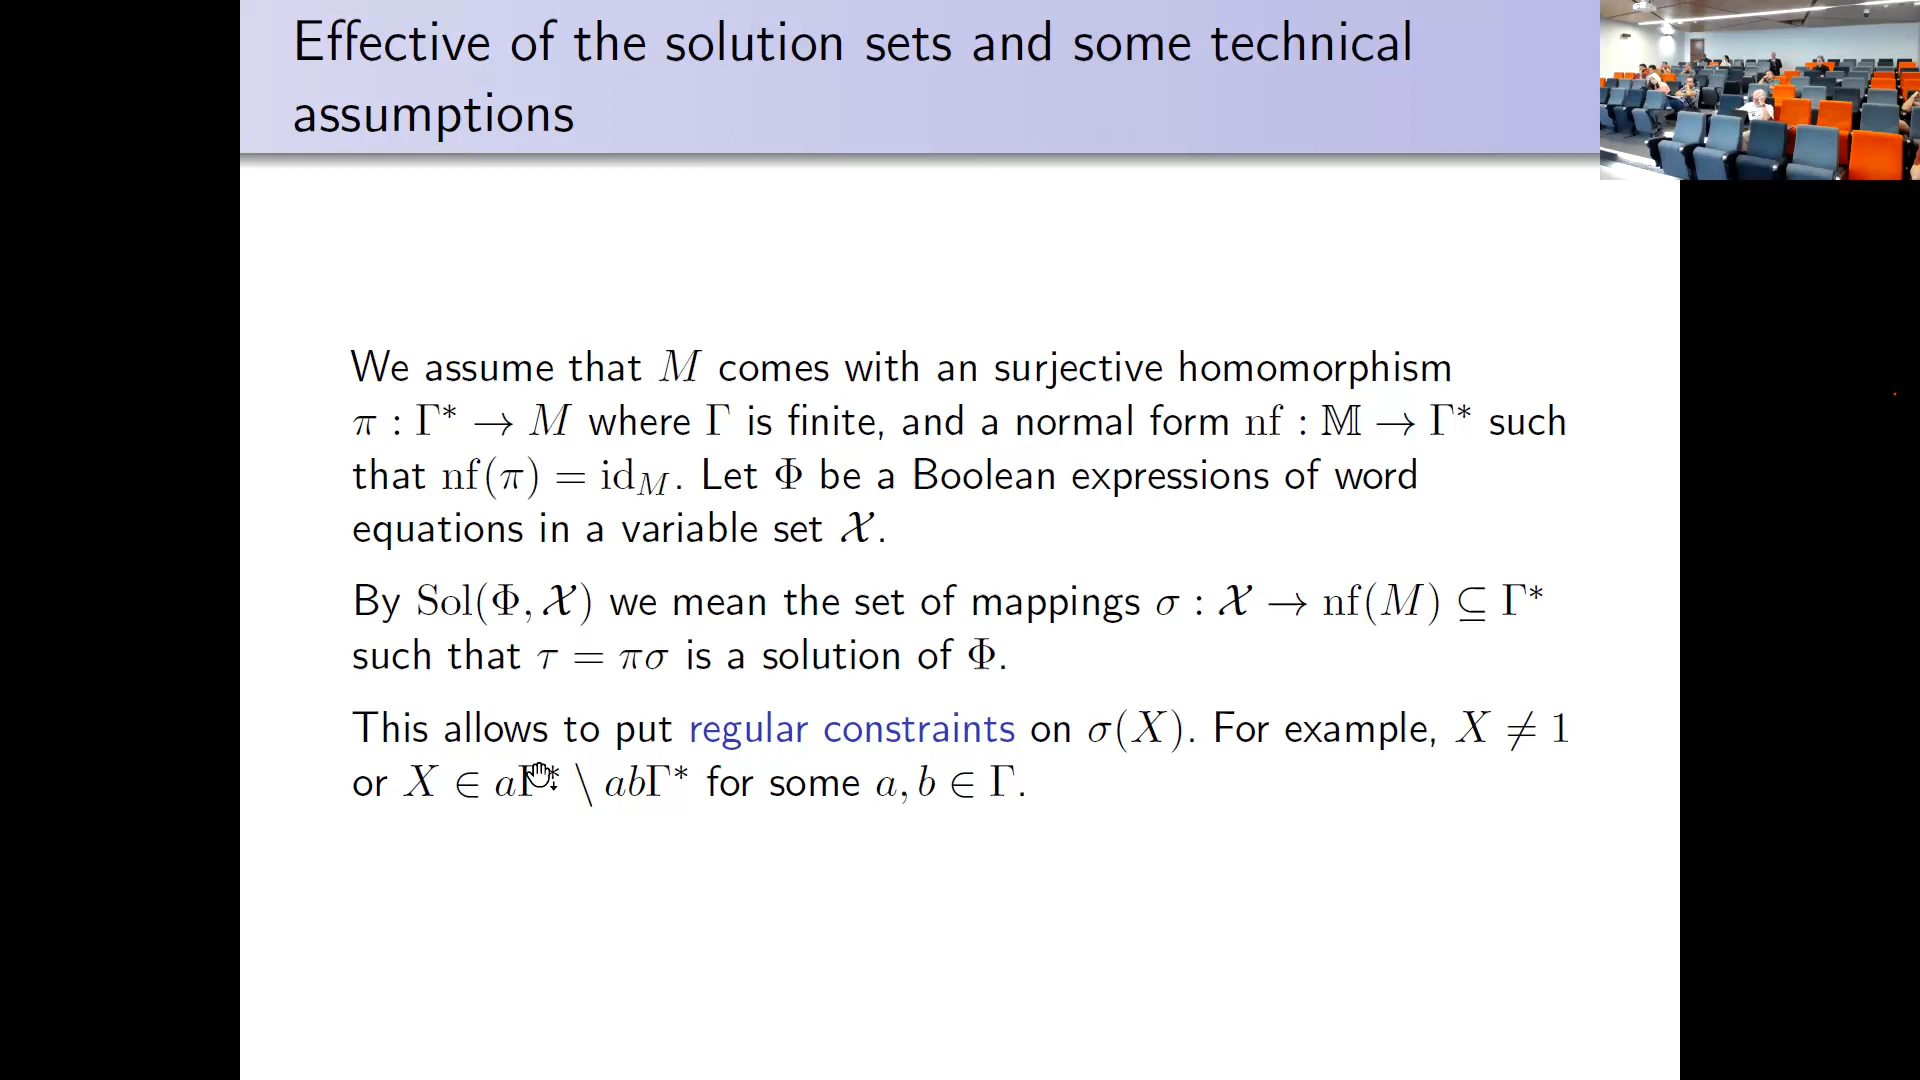 Effective of the solution sets and some technical
assumptions
We assume that M comes with an surjective homomorphism
π : Γ* → M where Γ is finite, and a normal form nf : 𝕄 → Γ* such
that nf(π) = id_M. Let Φ be a Boolean expressions of word
equations in a variable set 𝒳.
By Sol(Φ, 𝒳) we mean the set of mappings σ : 𝒳 → nf(M) ⊆ Γ*
such that τ = πσ is a solution of Φ.
This allows to put regular constraints on σ(X). For example, X ≠ 1
or X ∈ aΓ* \ abΓ* for some a, b ∈ Γ.